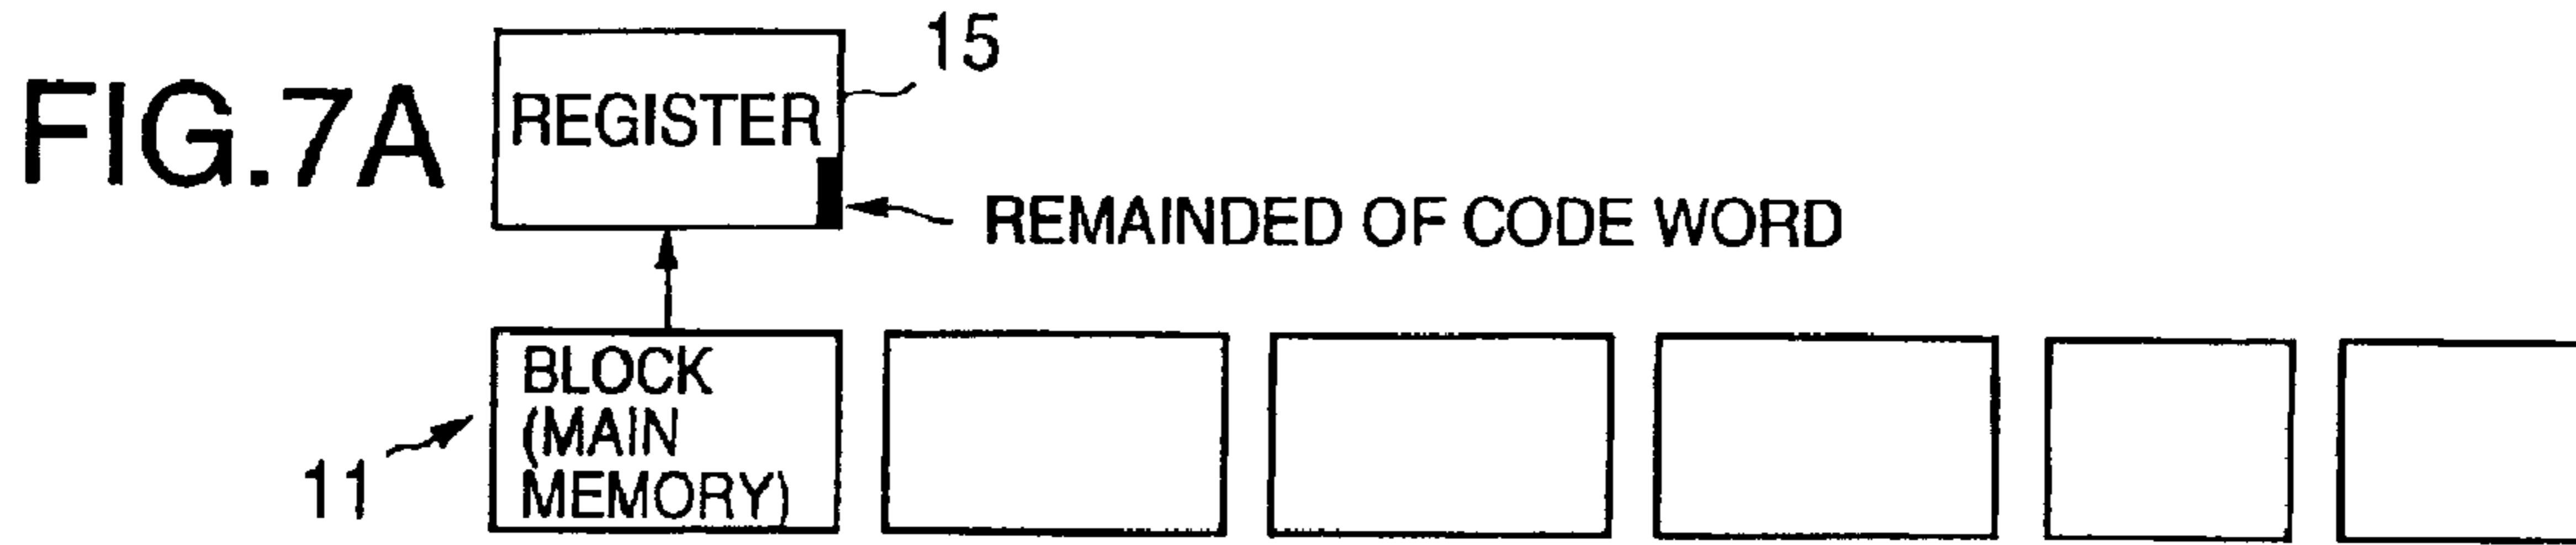 15
FIG.7A
REGISTER
REMAINDED OF CODE WORD
BLOCK
(MAIN
MEMORY)
11